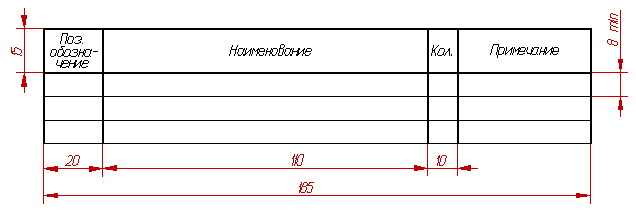 Поз.
обозна-
чение
Наименование
Кол.
Примечание
15
8 min
20
110
10
185